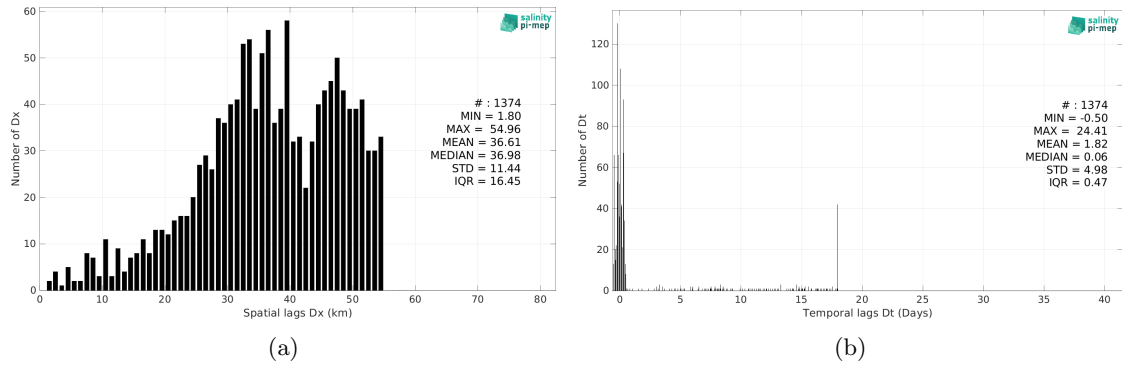 60
50
40
30
20
10
0
0 10 20 30 40 50 60 70 80
Number of Dx
Spatial lags Dx (km)
salinity
pi-mep
# : 1374
MIN = 1.80
MAX = 54.96
MEAN = 36.61
MEDIAN = 36.98
STD = 11.44
IQR = 16.45
(a)
120
100
80
60
40
20
0
0 5 10 15 20 25 30 35 40
Number of Dt
Temporal lags Dt (Days)
salinity
pi-mep
# : 1374
MIN = -0.50
MAX = 24.41
MEAN = 1.82
MEDIAN = 0.06
STD = 4.98
IQR = 0.47
(b)